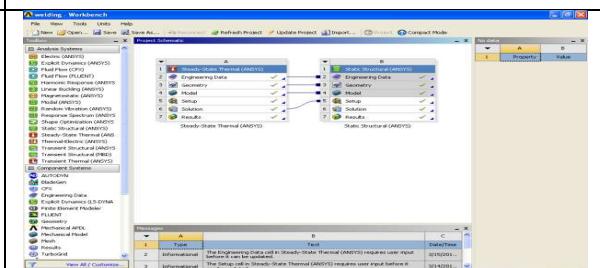 welding - Workbench
File View Tools Units Help
New Open... Save Save As... Refresh Project Update Project Import... Project Compact Mode
Toolbox
Project Schematic
No data
Analysis Systems
Electric (ANSYS)
Explicit Dynamics (ANSYS)
Fluid Flow (CFX)
Fluid Flow (FLUENT)
Harmonic Response (ANSYS)
Linear Buckling (ANSYS)
Magnetostatic (ANSYS)
Modal (ANSYS)
Random Vibration (ANSYS)
Response Spectrum (ANSYS)
Shape Optimization (ANSYS)
Static Structural (ANSYS)
Steady-State Thermal (ANS
Thermal-Electric (ANSYS)
Transient Structural (ANSYS)
Transient Structural (MBD)
Transient Thermal (ANSYS)
Component Systems
AUTODYN
BladeGen
CFX
Engineering Data
Explicit Dynamics (LS-DYNA
Finite Element Modeler
FLUENT
Geometry
Mechanical APDL
Mechanical Model
Mesh
Results
TurboGrid
View All / Customize...
A
1 Steady-State Thermal (ANSYS)
2 Engineering Data
3 Geometry
4 Model
5 Setup
6 Solution
7 Results
Steady-State Thermal (ANSYS)
B
1 Static Structural (ANSYS)
2 Engineering Data
3 Geometry
4 Model
5 Setup
6 Solution
7 Results
Static Structural (ANSYS)
A B
1 Property Value
Messages
A B C
1 Type Text Date/Time
2 Informational The Engineering Data cell in Steady-State Thermal (ANSYS) requires user input before it can be updated. 3/15/201...
3 Informational The Setup cell in Steady-State Thermal (ANSYS) requires user input before it 3/14/201...